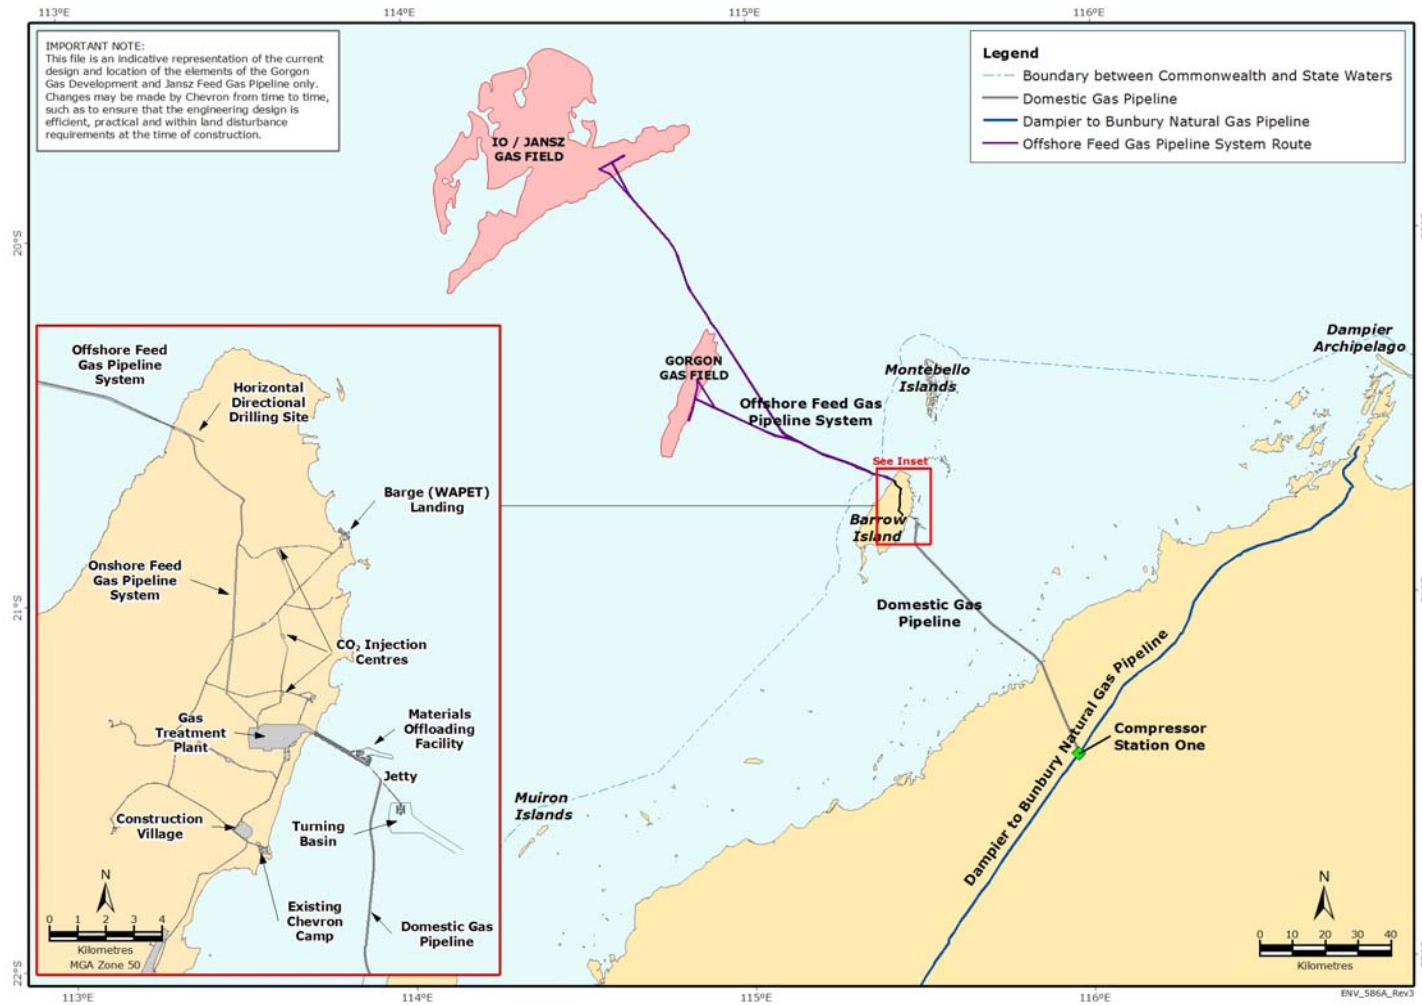 113°E
114°E
115°E
116°E
IMPORTANT NOTE:
This file is an indicative representation of the current
design and location of the elements of the Gorgon
Gas Development and Jansz Feed Gas Pipeline only.
Changes may be made by Chevron from time to time,
such as to ensure that the engineering design is
efficient, practical and within land disturbance
requirements at the time of construction.
Legend
Boundary between Commonwealth and State Waters
Domestic Gas Pipeline
Dampier to Bunbury Natural Gas Pipeline
Offshore Feed Gas Pipeline System Route
IO / JANSZ
GAS FIELD
20°S
GORGON
GAS FIELD
Offshore Feed Gas
Pipeline System
Montebello
Islands
Dampier
Archipelago
See Inset
Barrow
Island
Domestic Gas
Pipeline
Dampier to Bunbury Natural Gas Pipeline
Compressor
Station One
Muiron
Islands
21°S
Offshore Feed
Gas Pipeline
System
Horizontal
Directional
Drilling Site
Barge (WAPET)
Landing
Onshore Feed
Gas Pipeline
System
CO₂ Injection
Centres
Gas
Treatment
Plant
Materials
Offloading
Facility
Jetty
Construction
Village
Turning
Basin
Existing
Chevron
Camp
Domestic Gas
Pipeline
N
0 1 2 3 4
Kilometres
MGA Zone 50
N
0 10 20 30 40
Kilometres
22°S
113°E
114°E
115°E
116°E
ENV_586A_Rev3